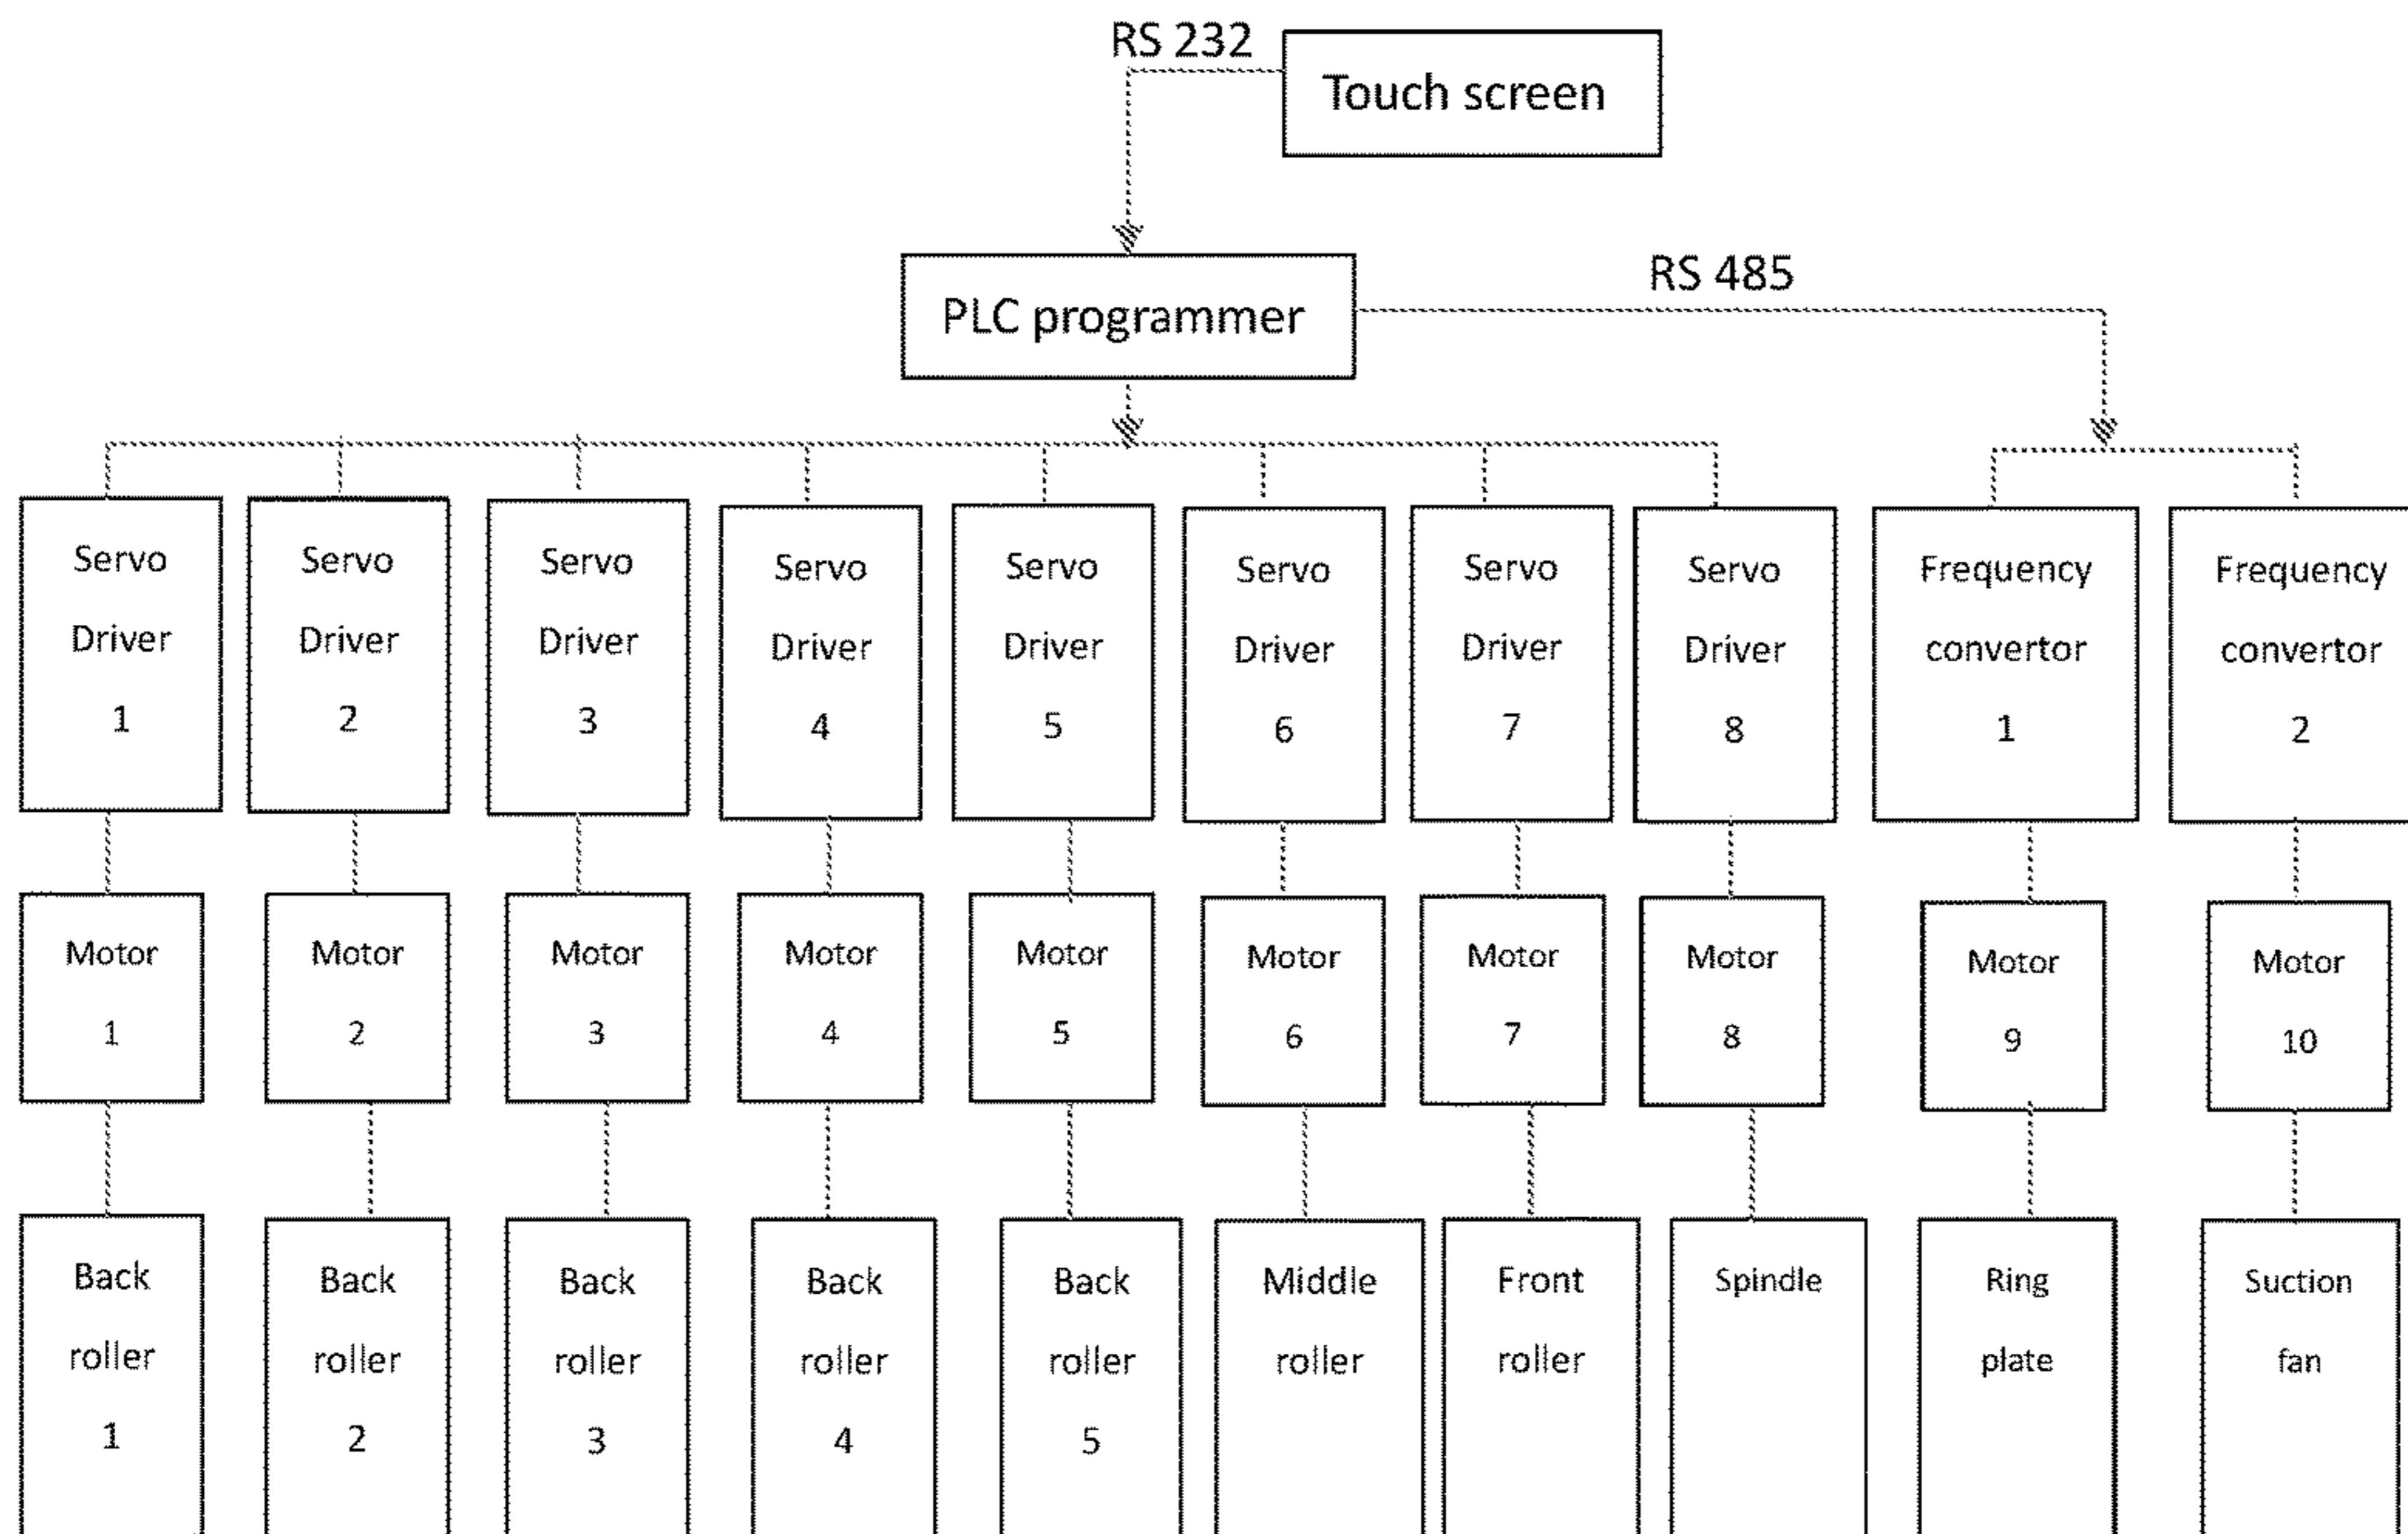 RS 232
Touch screen
PLC programmer
RS 485
Servo
Driver
1
Servo
Driver
2
Servo
Driver
3
Servo
Driver
4
Servo
Driver
5
Servo
Driver
6
Servo
Driver
7
Servo
Driver
8
Frequency
convertor
1
Frequency
convertor
2
Motor
1
Motor
2
Motor
3
Motor
4
Motor
5
Motor
6
Motor
7
Motor
8
Motor
9
Motor
10
Back
roller
1
Back
roller
2
Back
roller
3
Back
roller
4
Back
roller
5
Middle
roller
Front
roller
Spindle
Ring
plate
Suction
fan